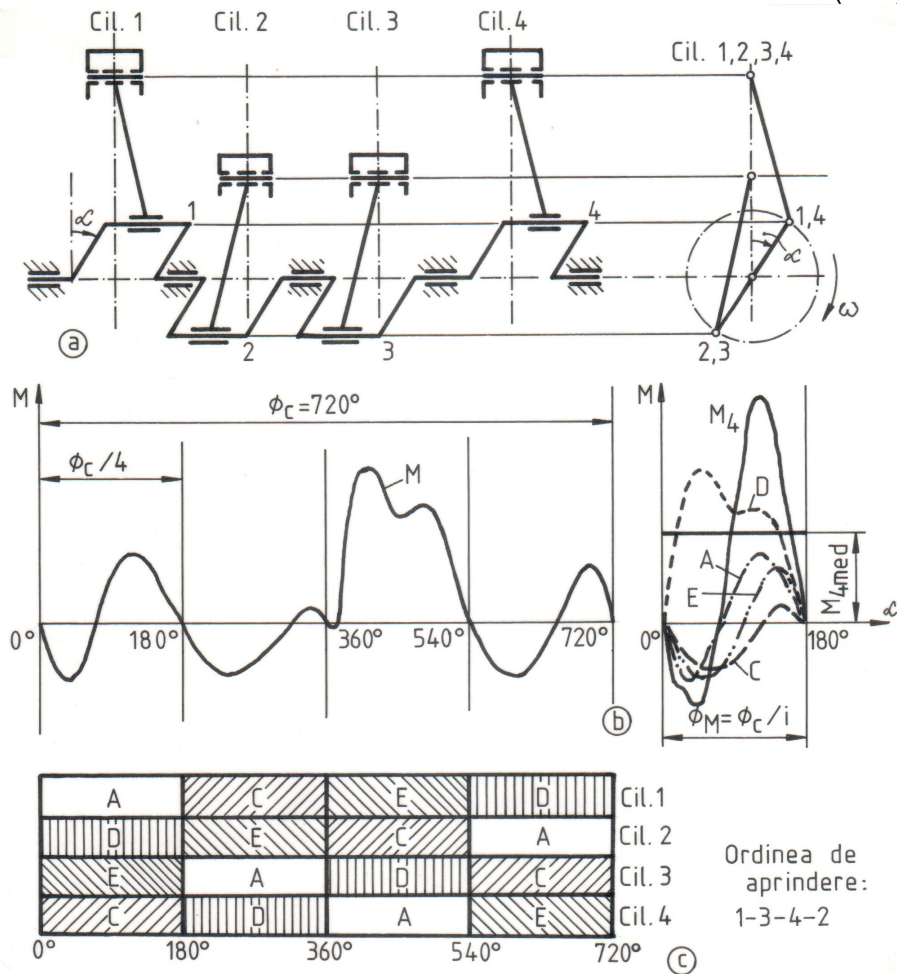 Cil. 1 Cil. 2 Cil. 3 Cil. 4 Cil. 1,2,3,4
α 1 4 1,4
α
ω
a 2 3 2,3
M ϕc=720° M
ϕc/4 M M4
D
A
E M4med
0° 180° 360° 540° 720° 0° 180° α
C
b ϕM=ϕc/i
A C E D Cil.1
D E C A Cil.2
E A D C Cil.3
C D A E Cil.4
0° 180° 360° 540° 720°
c
Ordinea de
aprindere:
1-3-4-2